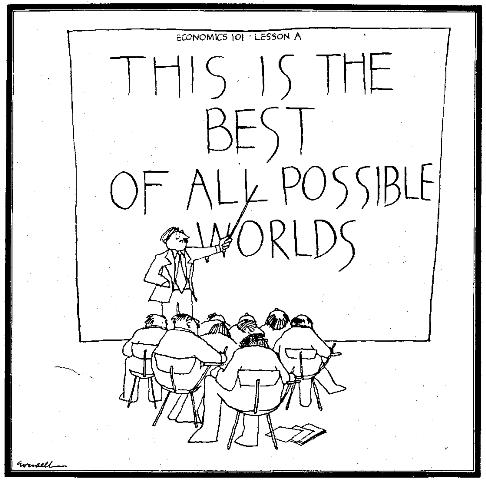 ECONOMICS 101 · LESSON A
THIS IS THE
BEST
OF ALL POSSIBLE
WORLDS